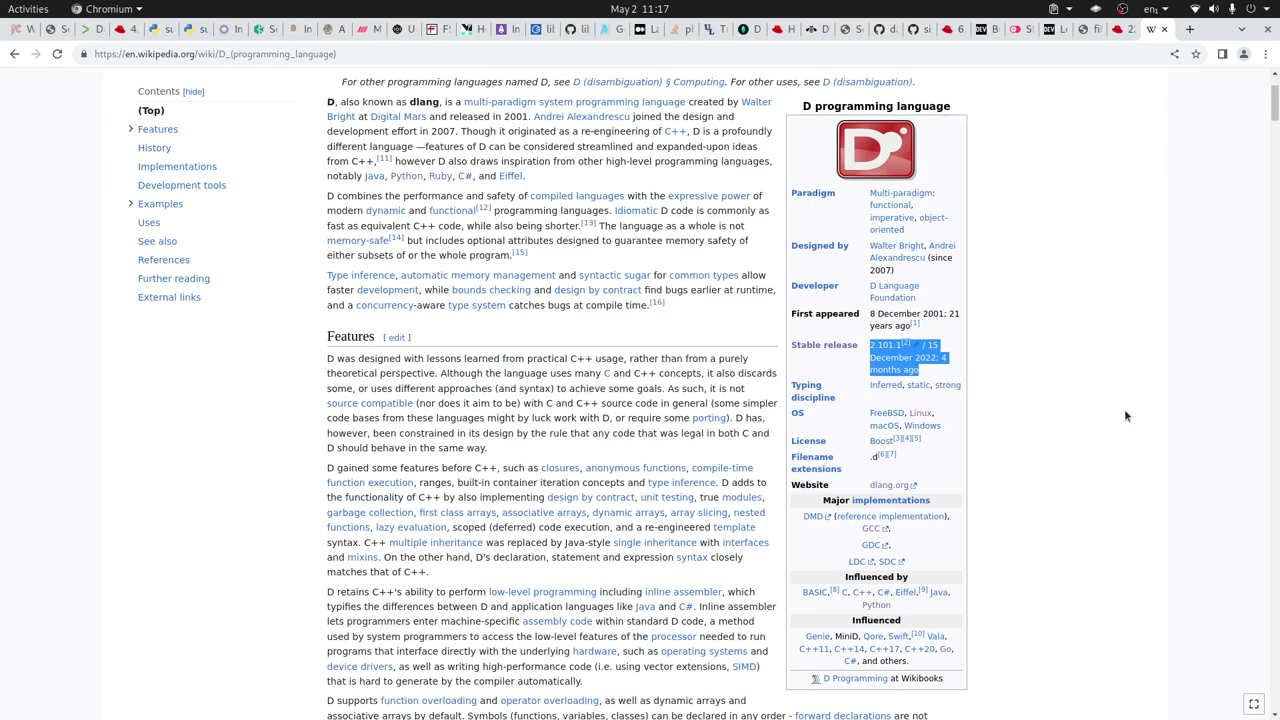 Activities
Chromium
May 2 11:17
https://en.wikipedia.org/wiki/D_(programming_language)
Contents [hide]
(Top)
Features
History
Implementations
Development tools
Examples
Uses
See also
References
Further reading
External links
For other programming languages named D, see D (disambiguation) § Computing. For other uses, see D (disambiguation).
D, also known as dlang, is a multi-paradigm system programming language created by Walter
Bright at Digital Mars and released in 2001. Andrei Alexandrescu joined the design and
development effort in 2007. Though it originated as a re-engineering of C++, D is a profoundly
different language —features of D can be considered streamlined and expanded-upon ideas
from C++,[11] however D also draws inspiration from other high-level programming languages,
notably Java, Python, Ruby, C#, and Eiffel.
D combines the performance and safety of compiled languages with the expressive power of
modern dynamic and functional[12] programming languages. Idiomatic D code is commonly as
fast as equivalent C++ code, while also being shorter.[13] The language as a whole is not
memory-safe[14] but includes optional attributes designed to guarantee memory safety of
either subsets of or the whole program.[15]
Type inference, automatic memory management and syntactic sugar for common types allow
faster development, while bounds checking and design by contract find bugs earlier at runtime,
and a concurrency-aware type system catches bugs at compile time.[16]
Features [ edit ]
D was designed with lessons learned from practical C++ usage, rather than from a purely
theoretical perspective. Although the language uses many C and C++ concepts, it also discards
some, or uses different approaches (and syntax) to achieve some goals. As such, it is not
source compatible (nor does it aim to be) with C and C++ source code in general (some simpler
code bases from these languages might by luck work with D, or require some porting). D has,
however, been constrained in its design by the rule that any code that was legal in both C and
D should behave in the same way.
D gained some features before C++, such as closures, anonymous functions, compile-time
function execution, ranges, built-in container iteration concepts and type inference. D adds to
the functionality of C++ by also implementing design by contract, unit testing, true modules,
garbage collection, first class arrays, associative arrays, dynamic arrays, array slicing, nested
functions, lazy evaluation, scoped (deferred) code execution, and a re-engineered template
syntax. C++ multiple inheritance was replaced by Java-style single inheritance with interfaces
and mixins. On the other hand, D's declaration, statement and expression syntax closely
matches that of C++.
D retains C++'s ability to perform low-level programming including inline assembler, which
typifies the differences between D and application languages like Java and C#. Inline assembler
lets programmers enter machine-specific assembly code within standard D code, a method
used by system programmers to access the low-level features of the processor needed to run
programs that interface directly with the underlying hardware, such as operating systems and
device drivers, as well as writing high-performance code (i.e. using vector extensions, SIMD)
that is hard to generate by the compiler automatically.
D supports function overloading and operator overloading, as well as dynamic arrays and
associative arrays by default. Symbols (functions, variables, classes) can be declared in any order - forward declarations are not
D programming language
D
Paradigm Multi-paradigm:
functional,
imperative, object-
oriented
Designed by Walter Bright, Andrei
Alexandrescu (since
2007)
Developer D Language
Foundation
First appeared 8 December 2001; 21
years ago[1]
Stable release 2.101.1[2] / 15
December 2022; 4
months ago
Typing Inferred, static, strong
discipline
OS FreeBSD, Linux,
macOS, Windows
License Boost[3][4][5]
Filename .d[6][7]
extensions
Website dlang.org
Major implementations
DMD (reference implementation),
GCC,
GDC,
LDC, SDC
Influenced by
BASIC,[8] C, C++, C#, Eiffel,[9] Java,
Python
Influenced
Genie, MiniD, Qore, Swift,[10] Vala,
C++11, C++14, C++17, C++20, Go,
C#, and others.
D Programming at Wikibooks